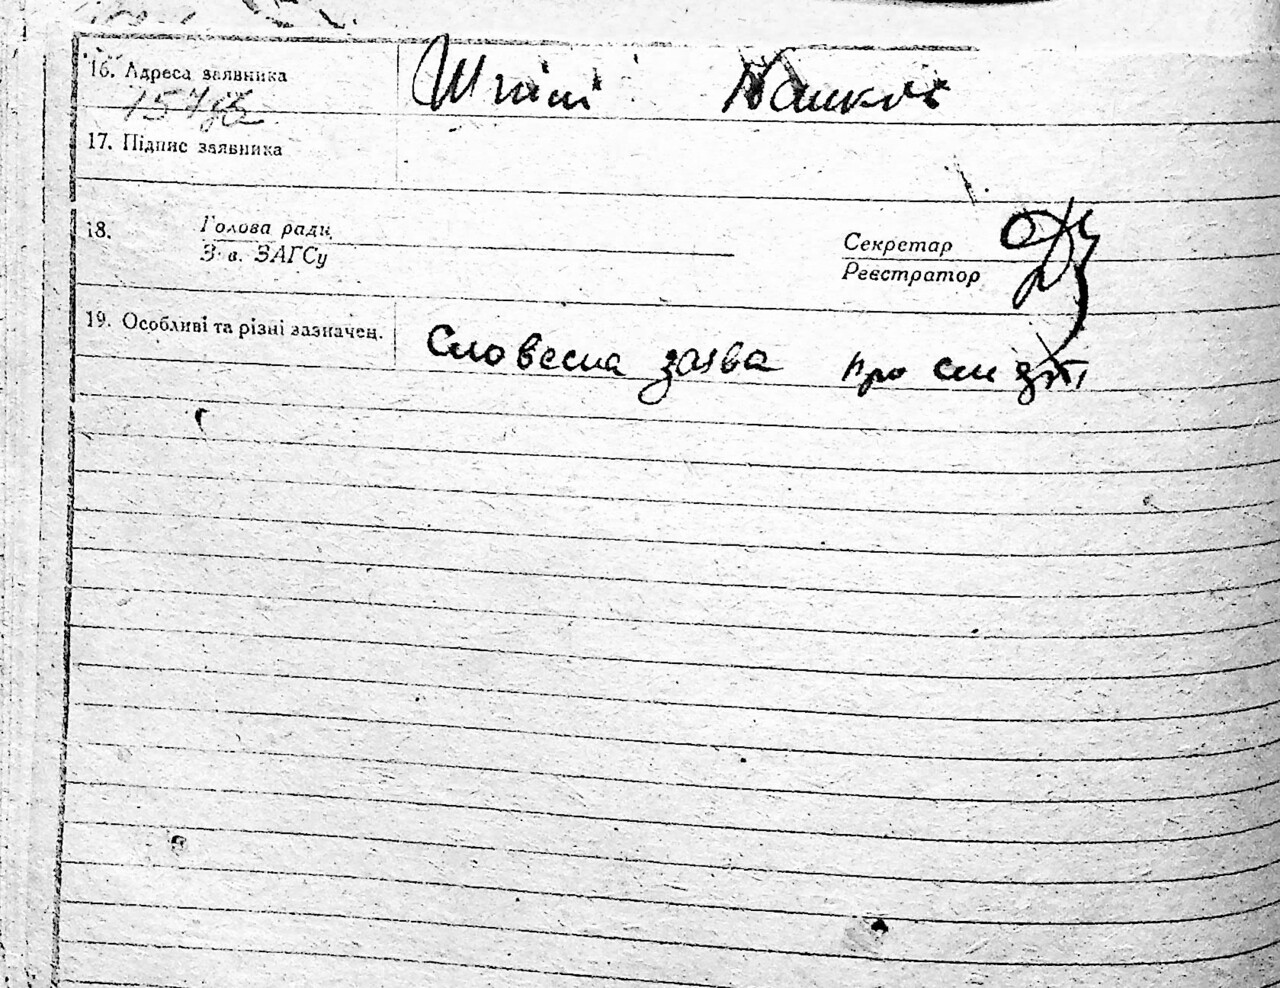 16. Адреса заявника
17. Підпис заявника
18. Голова ради
Зав. ЗАГСу
Секретар
Реєстратор
19. Особливі та різні зазначен. Словесна заява про